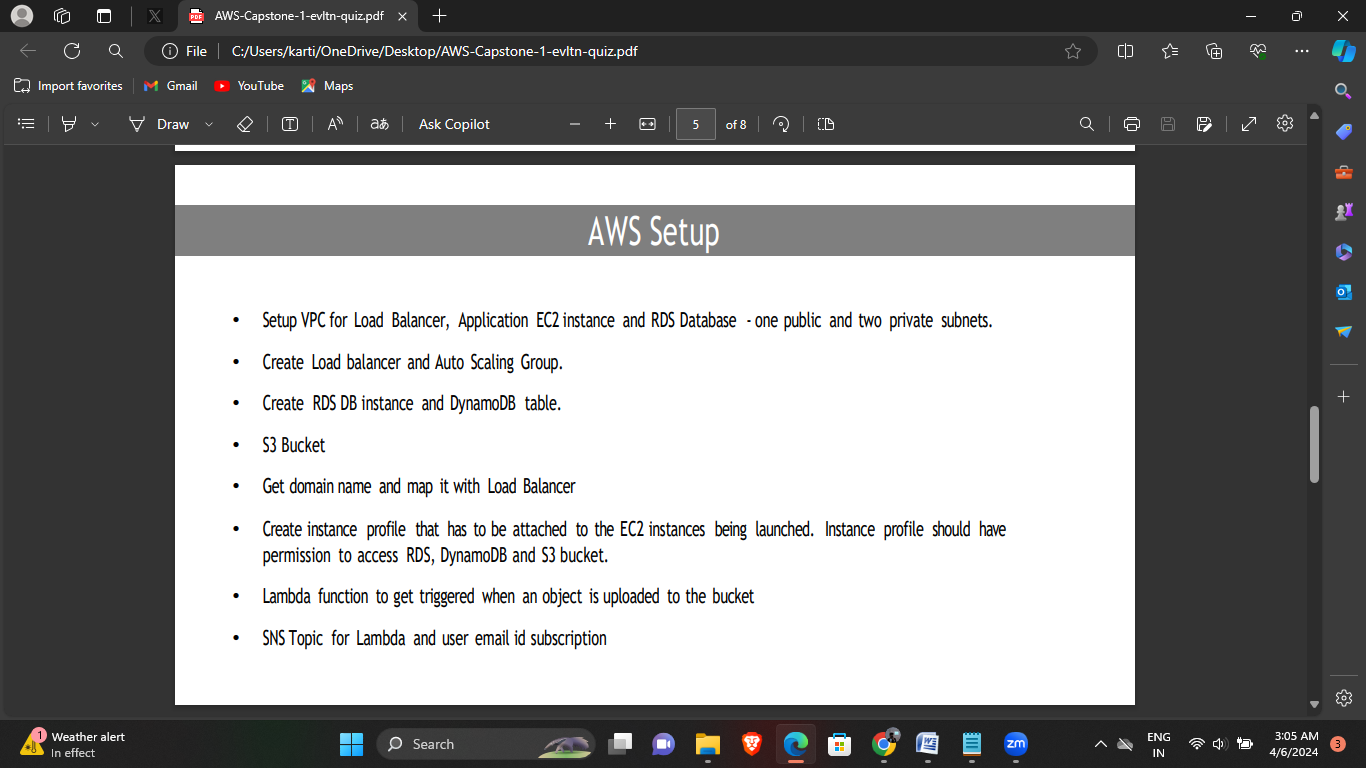 AWS-Capstone-1-evltn-quiz.pdf
File C:/Users/karti/OneDrive/Desktop/AWS-Capstone-1-evltn-quiz.pdf
Import favorites Gmail YouTube Maps
Draw Ask Copilot 5 of 8
AWS Setup
• Setup VPC for Load Balancer, Application EC2 instance and RDS Database - one public and two private subnets.
• Create Load balancer and Auto Scaling Group.
• Create RDS DB instance and DynamoDB table.
• S3 Bucket
• Get domain name and map it with Load Balancer
• Create instance profile that has to be attached to the EC2 instances being launched. Instance profile should have
permission to access RDS, DynamoDB and S3 bucket.
• Lambda function to get triggered when an object is uploaded to the bucket
• SNS Topic for Lambda and user email id subscription
1 Weather alert
In effect
Search
zm
ENG
IN
3:05 AM
4/6/2024
3